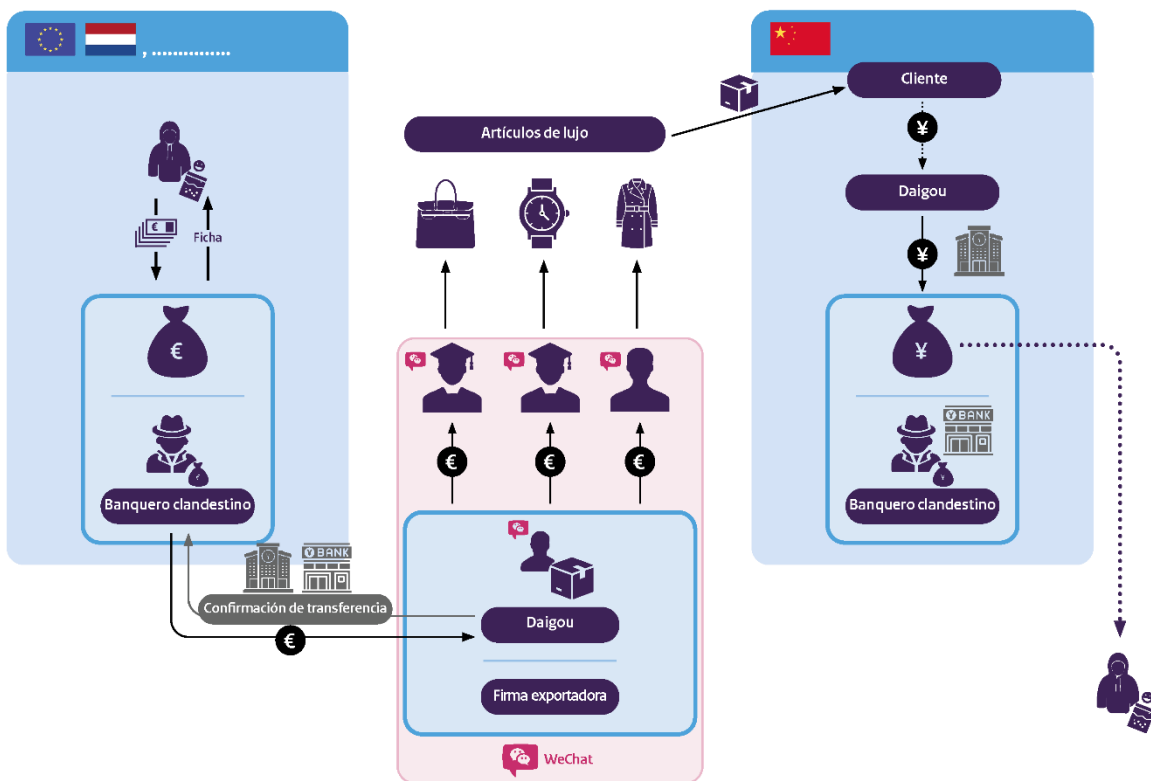 , ...............
Ficha
€
€
Banquero clandestino
¥ BANK
Confirmación de transferencia
€
Artículos de lujo
€
€
€
Daigou
Firma exportadora
WeChat
Cliente
¥
Daigou
¥
¥
¥ BANK
¥
Banquero clandestino